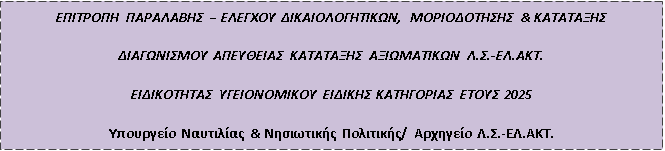 ΕΠΙΤΡΟΠΗ ΠΑΡΑΛΑΒΗΣ – ΕΛΕΓΧΟΥ ΔΙΚΑΙΟΛΟΓΗΤΙΚΩΝ, ΜΟΡΙΟΔΟΤΗΣΗΣ & ΚΑΤΑΤΑΞΗΣ
ΔΙΑΓΩΝΙΣΜΟΥ ΑΠΕΥΘΕΙΑΣ ΚΑΤΑΤΑΞΗΣ ΑΞΙΩΜΑΤΙΚΩΝ Λ.Σ.-ΕΛ.ΑΚΤ.
ΕΙΔΙΚΟΤΗΤΑΣ ΥΓΕΙΟΝΟΜΙΚΟΥ ΕΙΔΙΚΗΣ ΚΑΤΗΓΟΡΙΑΣ ΕΤΟΥΣ 2025
Υπουργείο Ναυτιλίας & Νησιωτικής Πολιτικής/ Αρχηγείο Λ.Σ.-ΕΛ.ΑΚΤ.